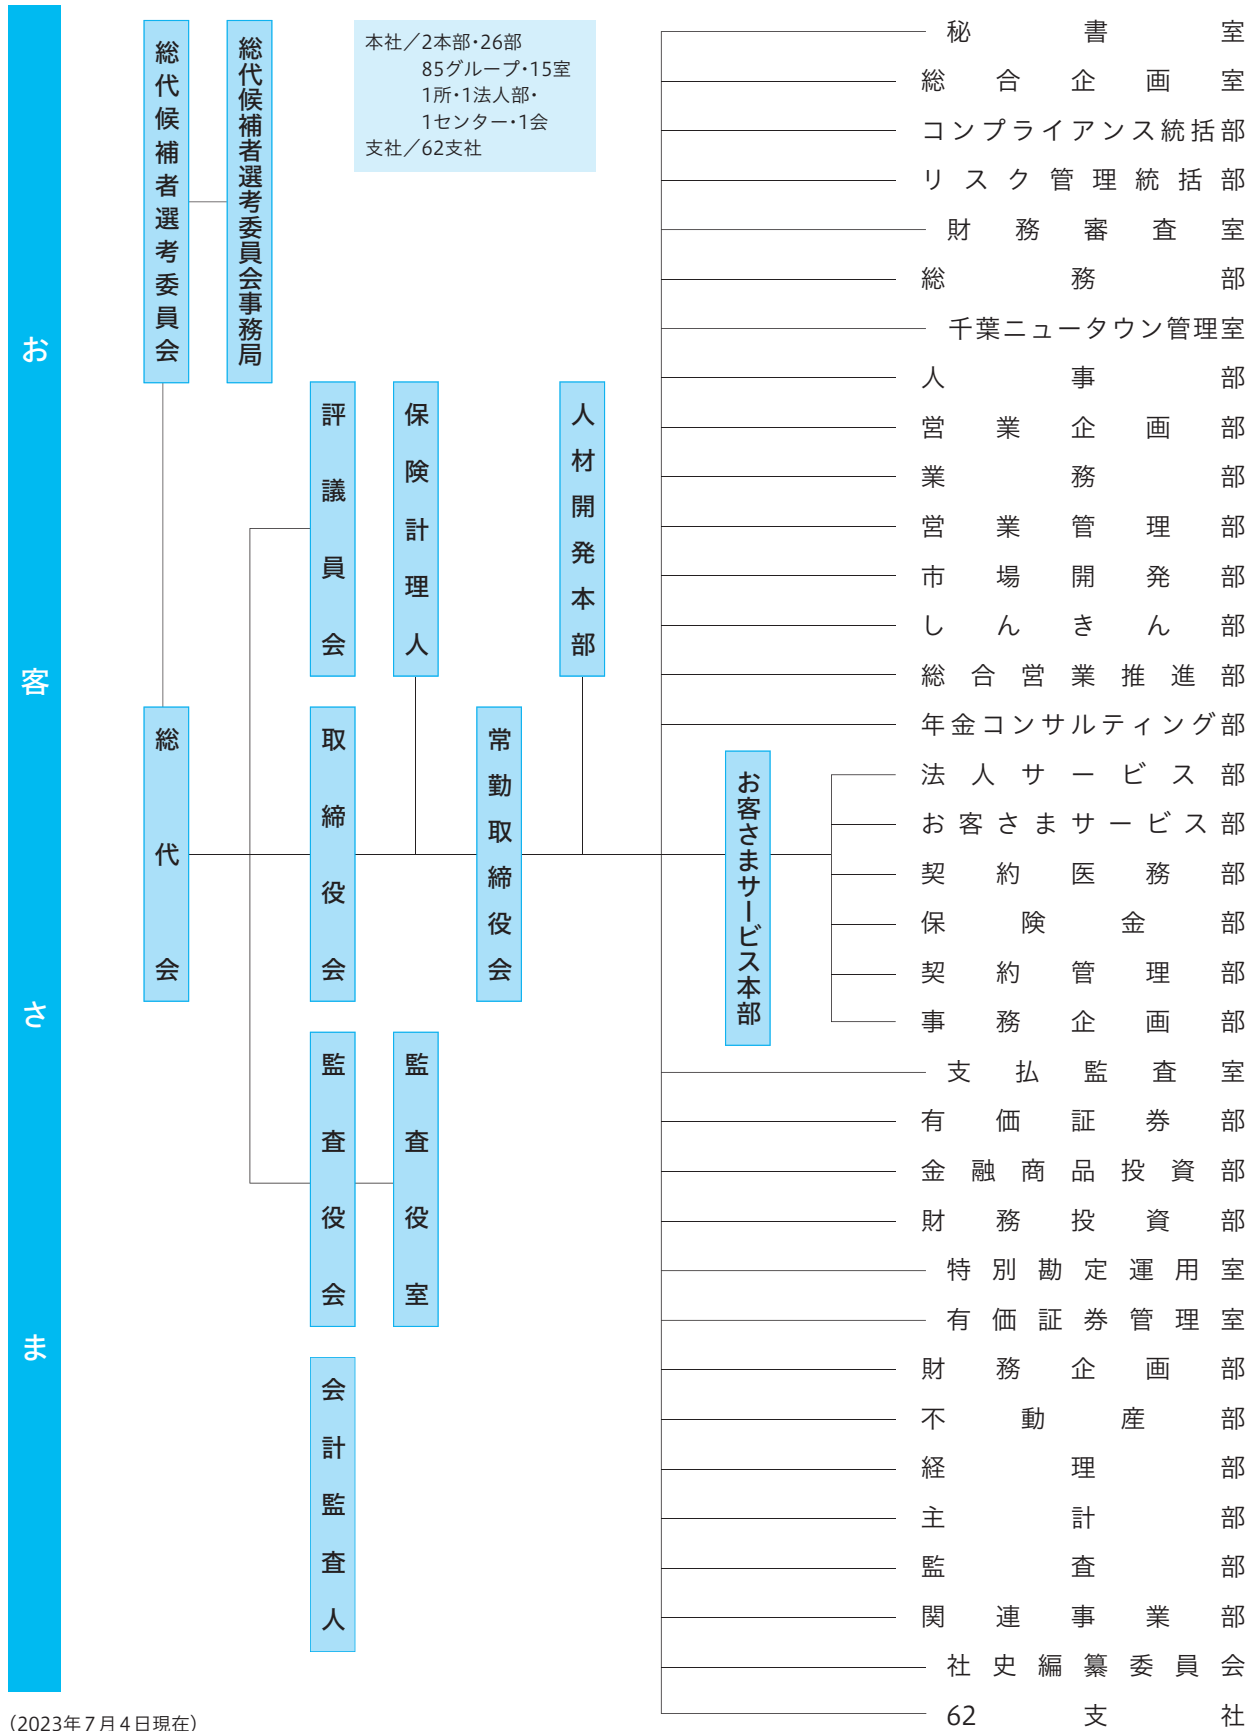 お客さま
総代候補者選考委員会
総代候補者選考委員会事務局
本社／2本部・26部
85グループ・15室
1所・1法人部・
1センター・1会
支社／62支社
評議員会
保険計理人
人材開発本部
総代会
取締役会
常勤取締役会
お客さまサービス本部
監査役会
監査役室
会計監査人
秘書室
総合企画室
コンプライアンス統括部
リスク管理統括部
財務審査室
総務部
千葉ニュータウン管理室
人事部
営業企画部
業務部
営業管理部
市場開発部
しんきん部
総合営業推進部
年金コンサルティング部
法人サービス部
お客さまサービス部
契約医務部
保険金部
契約管理部
事務企画部
支払監査室
有価証券部
金融商品投資部
財務投資部
特別勘定運用室
有価証券管理室
財務企画部
不動産部
経理部
主計部
監査部
関連事業部
社史編纂委員会
62支社
（2023年7月4日現在）